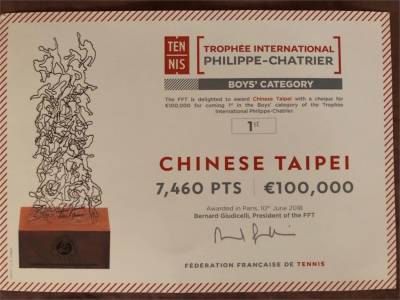 TEN
NIS
TROPHÉE INTERNATIONAL
PHILIPPE-CHATRIER
BOYS' CATEGORY
The FFT is delighted to award Chinese Taipei with a cheque for
€100,000 for coming 1st in the Boys' category of the Trophée
International Philippe-Chatrier.
1st
CHINESE TAIPEI
7,460 PTS | €100,000
Awarded in Paris, 10th June 2018
Bernard Giudicelli, President of the FFT
FÉDÉRATION FRANÇAISE DE TENNIS